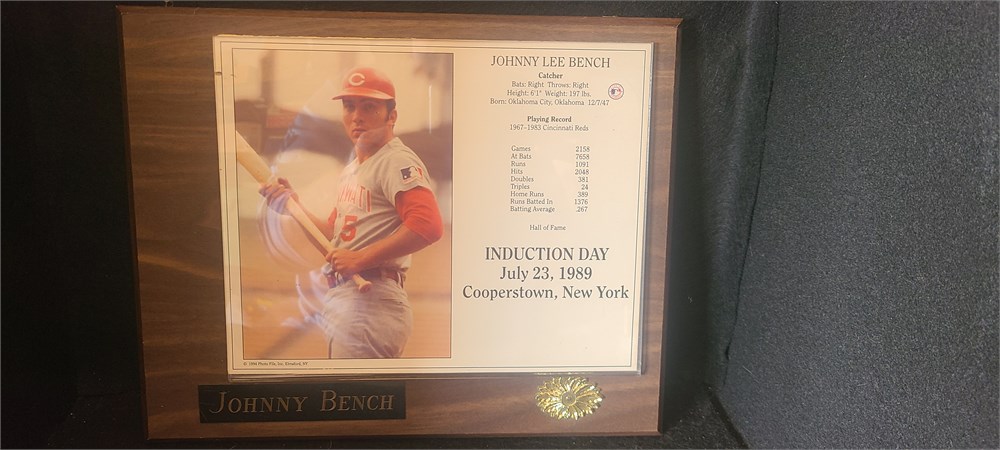 JOHNNY LEE BENCH
Catcher
Bats: Right Throws: Right
Height: 6'1" Weight: 197 lbs.
Born: Oklahoma City, Oklahoma 12/7/47
Playing Record
1967-1983 Cincinnati Reds
Games 2158
At Bats 7658
Runs 1091
Hits 2048
Doubles 381
Triples 24
Home Runs 389
Runs Batted In 1376
Batting Average .267
Hall of Fame
INDUCTION DAY
July 23, 1989
Cooperstown, New York
C
5
JOHNNY BENCH